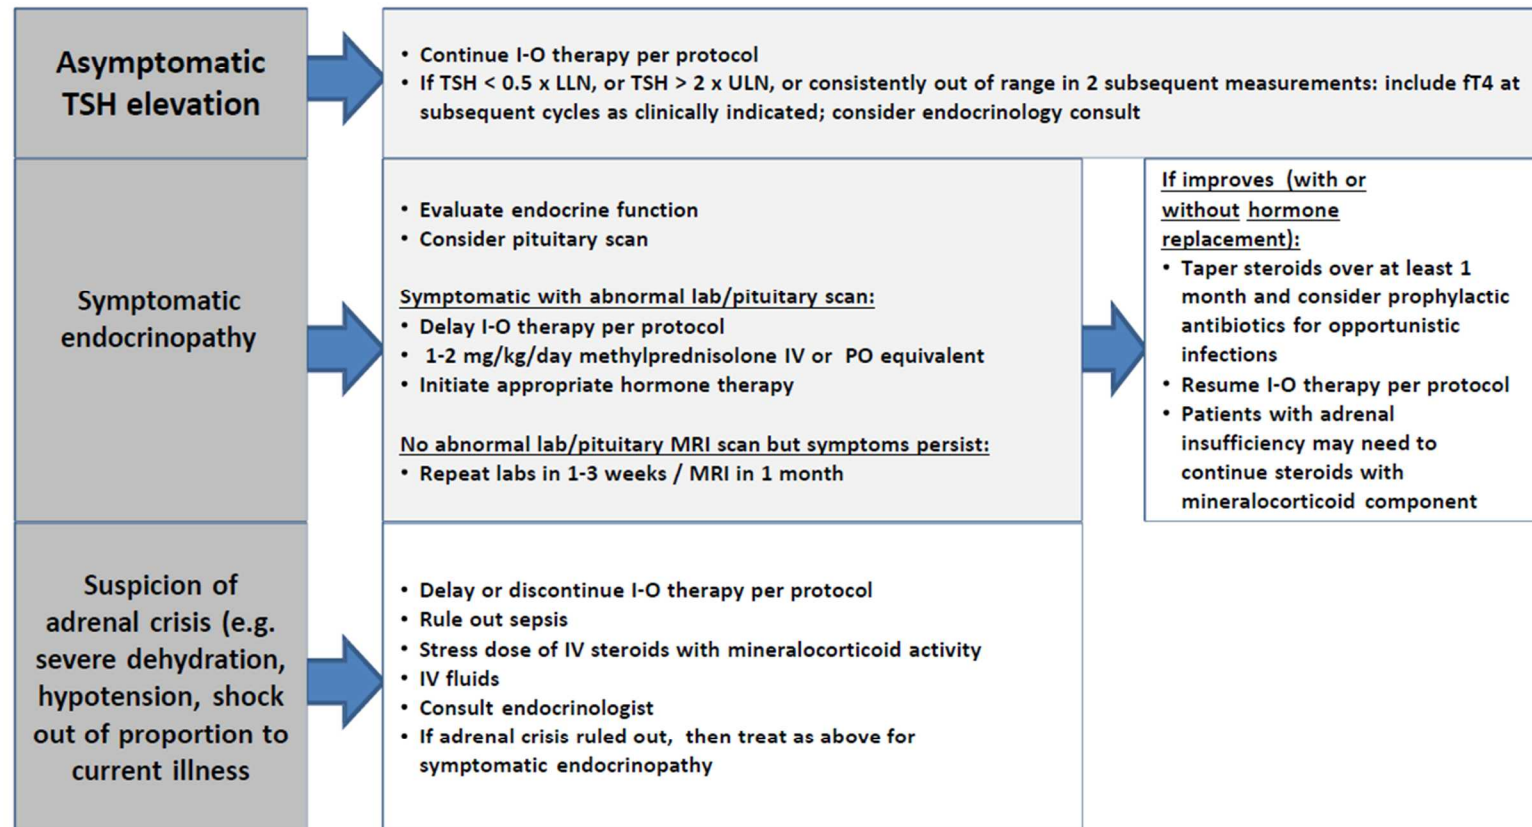 Asymptomatic
TSH elevation
• Continue I-O therapy per protocol
• If TSH < 0.5 x LLN, or TSH > 2 x ULN, or consistently out of range in 2 subsequent measurements: include fT4 at
subsequent cycles as clinically indicated; consider endocrinology consult
Symptomatic
endocrinopathy
• Evaluate endocrine function
• Consider pituitary scan
Symptomatic with abnormal lab/pituitary scan:
• Delay I-O therapy per protocol
• 1-2 mg/kg/day methylprednisolone IV or PO equivalent
• Initiate appropriate hormone therapy
No abnormal lab/pituitary MRI scan but symptoms persist:
• Repeat labs in 1-3 weeks / MRI in 1 month
If improves (with or
without hormone
replacement):
• Taper steroids over at least 1
month and consider prophylactic
antibiotics for opportunistic
infections
• Resume I-O therapy per protocol
• Patients with adrenal
insufficiency may need to
continue steroids with
mineralocorticoid component
Suspicion of
adrenal crisis (e.g.
severe dehydration,
hypotension, shock
out of proportion to
current illness
• Delay or discontinue I-O therapy per protocol
• Rule out sepsis
• Stress dose of IV steroids with mineralocorticoid activity
• IV fluids
• Consult endocrinologist
• If adrenal crisis ruled out, then treat as above for
symptomatic endocrinopathy